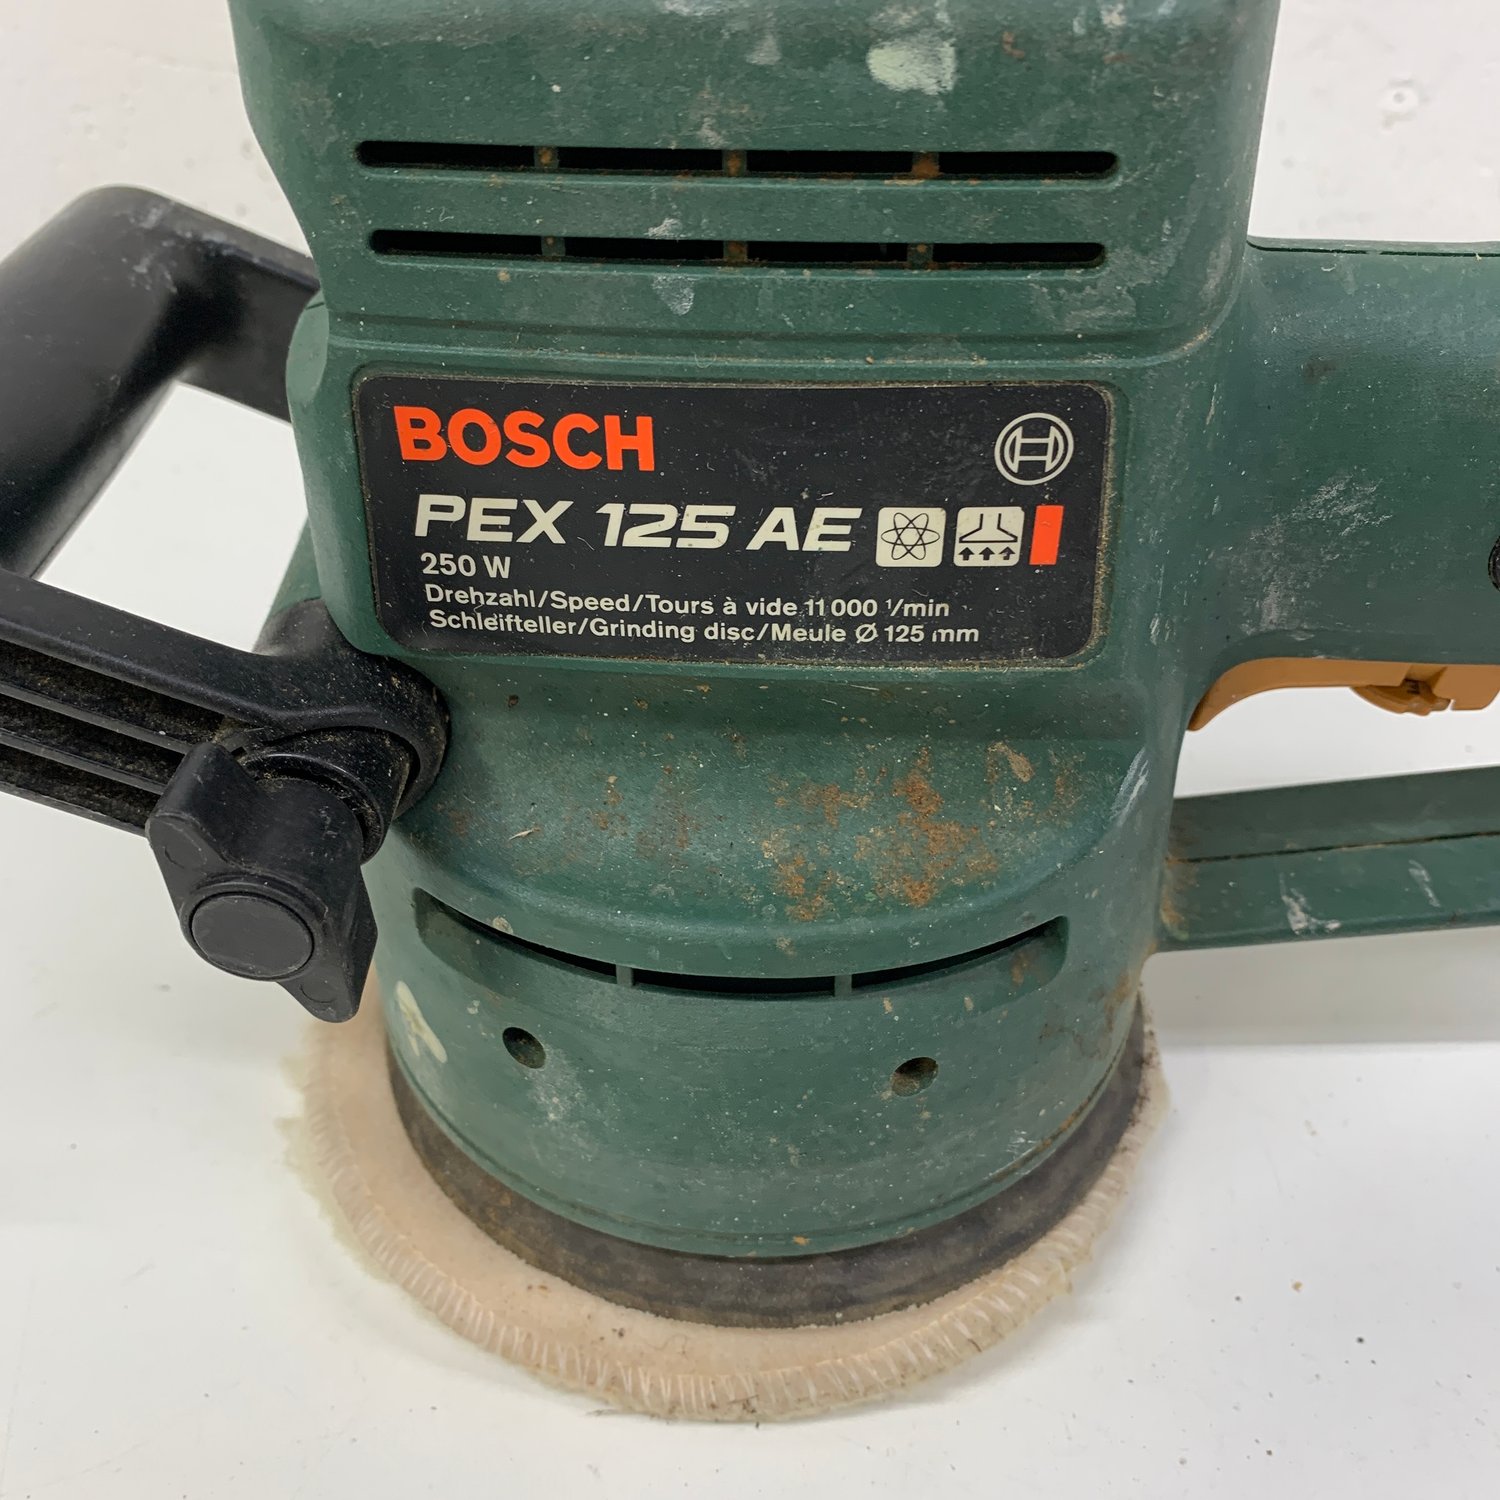 BOSCH
PEX 125 AE
250 W
Drehzahl/Speed/Tours à vide 11 000 1/min
Schleifteller/Grinding disc/Meule Ø 125 mm